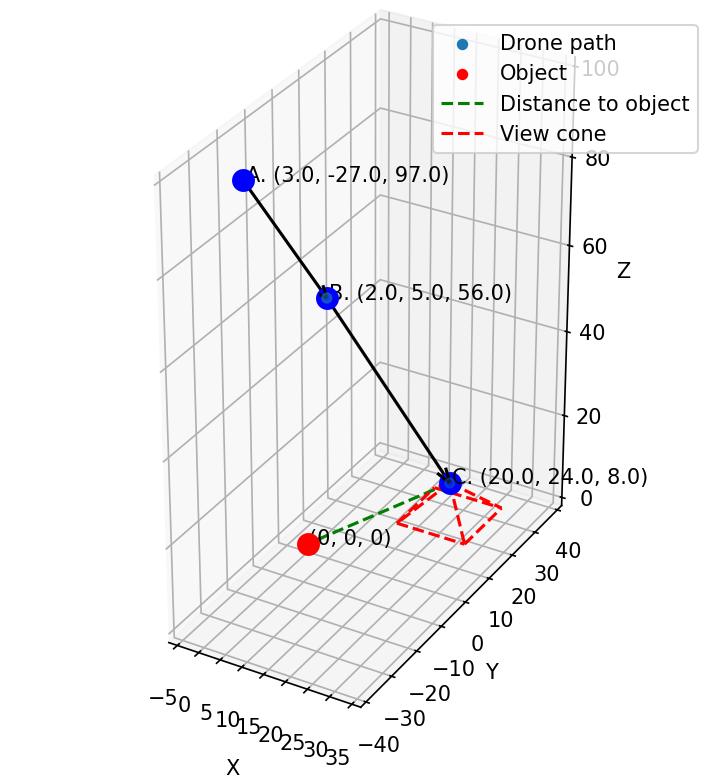 Drone path
Object
Distance to object
View cone
A. (3.0, -27.0, 97.0)
B. (2.0, 5.0, 56.0)
C. (20.0, 24.0, 8.0)
(0, 0, 0)
100
80
60
Z
40
20
0
40
30
20
10
0
−10
Y
−20
−30
−40
−5
0
5
10
15
20
25
30
35
X